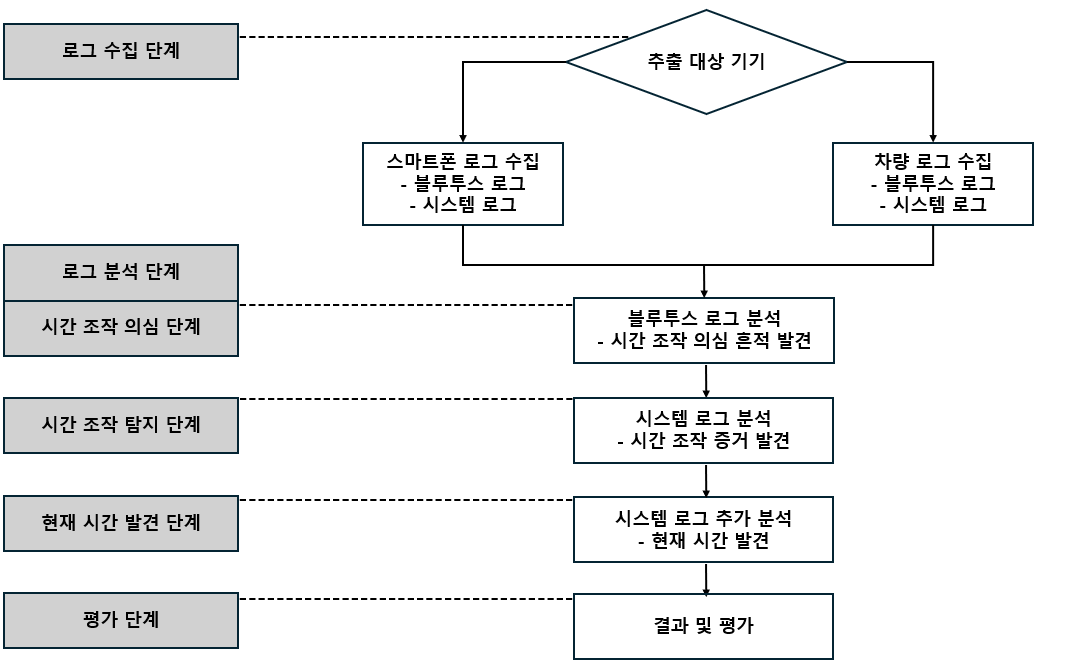 로그 수집 단계
추출 대상 기기
스마트폰 로그 수집
- 블루투스 로그
- 시스템 로그
차량 로그 수집
- 블루투스 로그
- 시스템 로그
로그 분석 단계
시간 조작 의심 단계
블루투스 로그 분석
- 시간 조작 의심 흔적 발견
시간 조작 탐지 단계
시스템 로그 분석
- 시간 조작 증거 발견
현재 시간 발견 단계
시스템 로그 추가 분석
- 현재 시간 발견
평가 단계
결과 및 평가